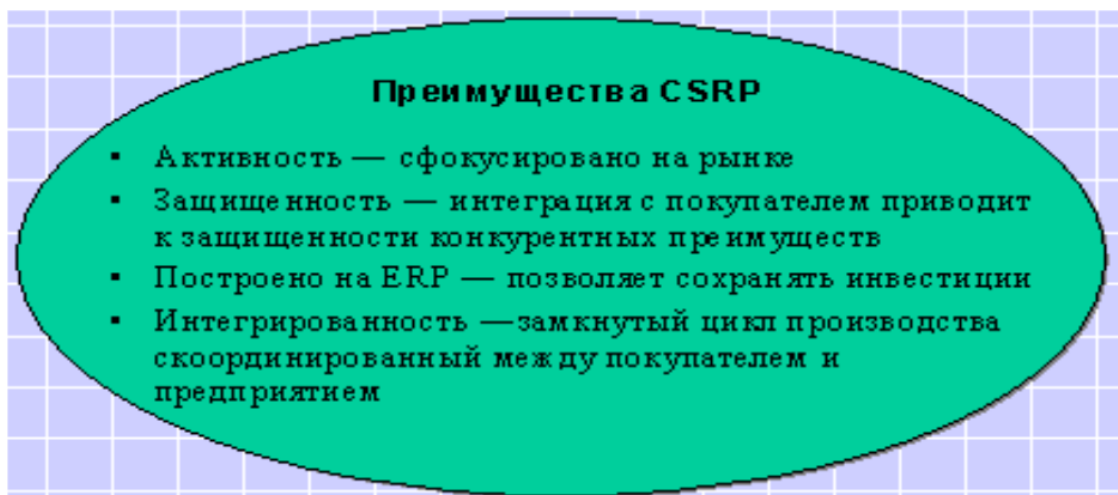 Преимущества CSRP
▪ Активность — сфокусировано на рынке
▪ Защищенность — интеграция с покупателем приводит
к защищенности конкурентных преимуществ
▪ Построено на ERP — позволяет сохранять инвестиции
▪ Интегрированность —замкнутый цикл производства
скоординированный между покупателем и
предприятием